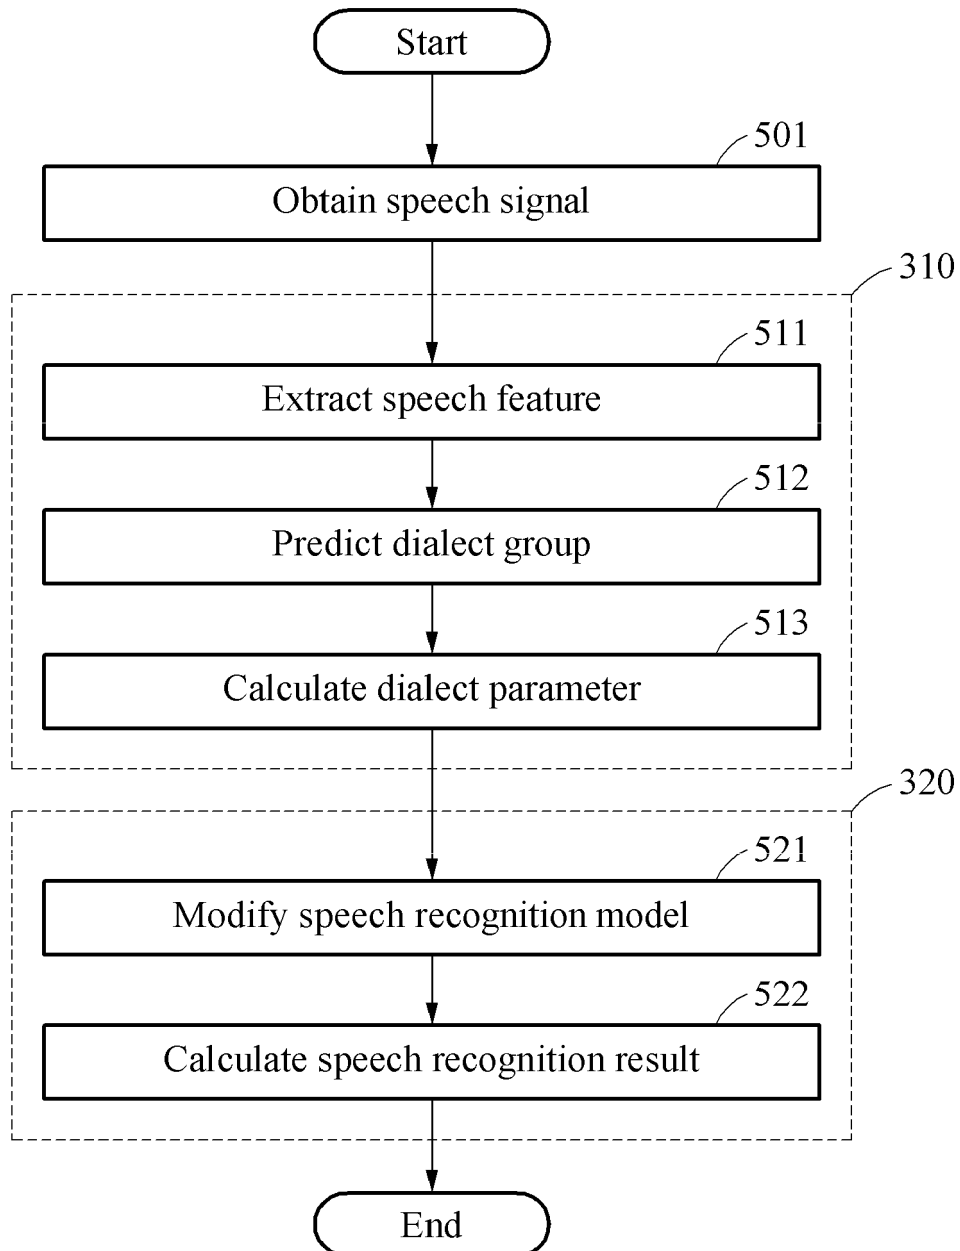 Start
501
Obtain speech signal
310
511
Extract speech feature
512
Predict dialect group
513
Calculate dialect parameter
320
521
Modify speech recognition model
522
Calculate speech recognition result
End